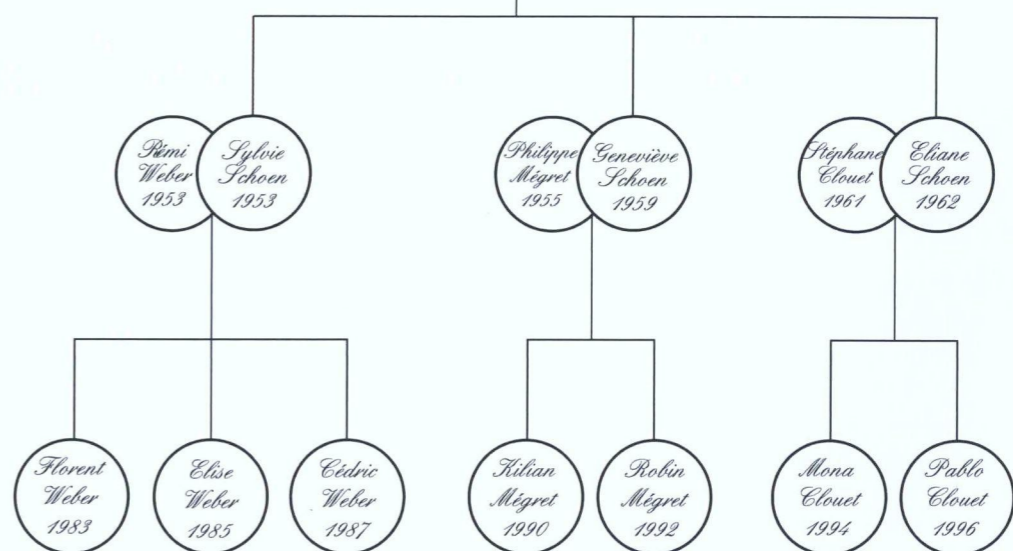 Rémi
Weber
1953
Sylvie
Schoen
1953
Philippe
Mégret
1955
Geneviève
Schoen
1959
Stéphane
Clouet
1961
Eliane
Schoen
1962
Florent
Weber
1983
Elise
Weber
1985
Cédric
Weber
1987
Kilian
Mégret
1990
Robin
Mégret
1992
Mona
Clouet
1994
Pablo
Clouet
1996